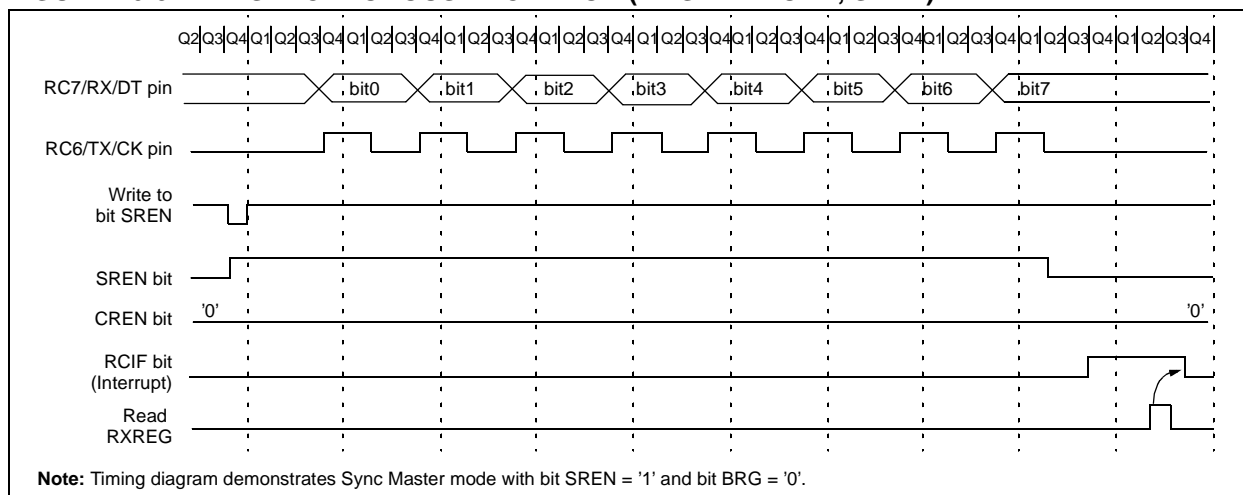 Q2 Q3 Q4 Q1 Q2 Q3 Q4 Q1 Q2 Q3 Q4 Q1 Q2 Q3 Q4 Q1 Q2 Q3 Q4 Q1 Q2 Q3 Q4 Q1 Q2 Q3 Q4 Q1 Q2 Q3 Q4 Q1 Q2 Q3 Q4 Q1 Q2 Q3 Q4 Q1 Q2 Q3 Q4
RC7/RX/DT pin bit0 bit1 bit2 bit3 bit4 bit5 bit6 bit7
RC6/TX/CK pin
Write to
bit SREN
SREN bit
CREN bit '0' '0'
RCIF bit
(Interrupt)
Read
RXREG
Note: Timing diagram demonstrates Sync Master mode with bit SREN = '1' and bit BRG = '0'.